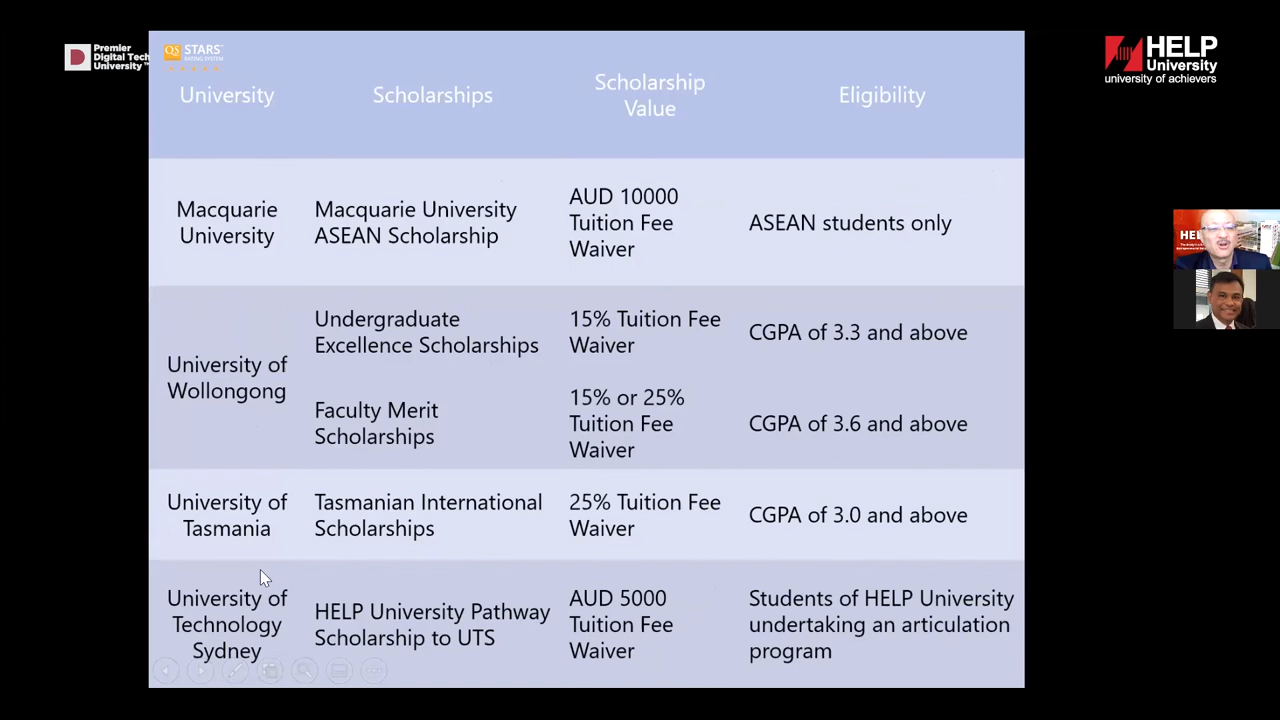 Premier
Digital Tech
University™
QS STARS™
RATING SYSTEM
HELP
University
university of achievers
University
Scholarships
Scholarship
Value
Eligibility
Macquarie
University
Macquarie University
ASEAN Scholarship
AUD 10000
Tuition Fee
Waiver
ASEAN students only
University of
Wollongong
Undergraduate
Excellence Scholarships
15% Tuition Fee
Waiver
CGPA of 3.3 and above
Faculty Merit
Scholarships
15% or 25%
Tuition Fee
Waiver
CGPA of 3.6 and above
University of
Tasmania
Tasmanian International
Scholarships
25% Tuition Fee
Waiver
CGPA of 3.0 and above
University of
Technology
Sydney
HELP University Pathway
Scholarship to UTS
AUD 5000
Tuition Fee
Waiver
Students of HELP University
undertaking an articulation
program
HEL